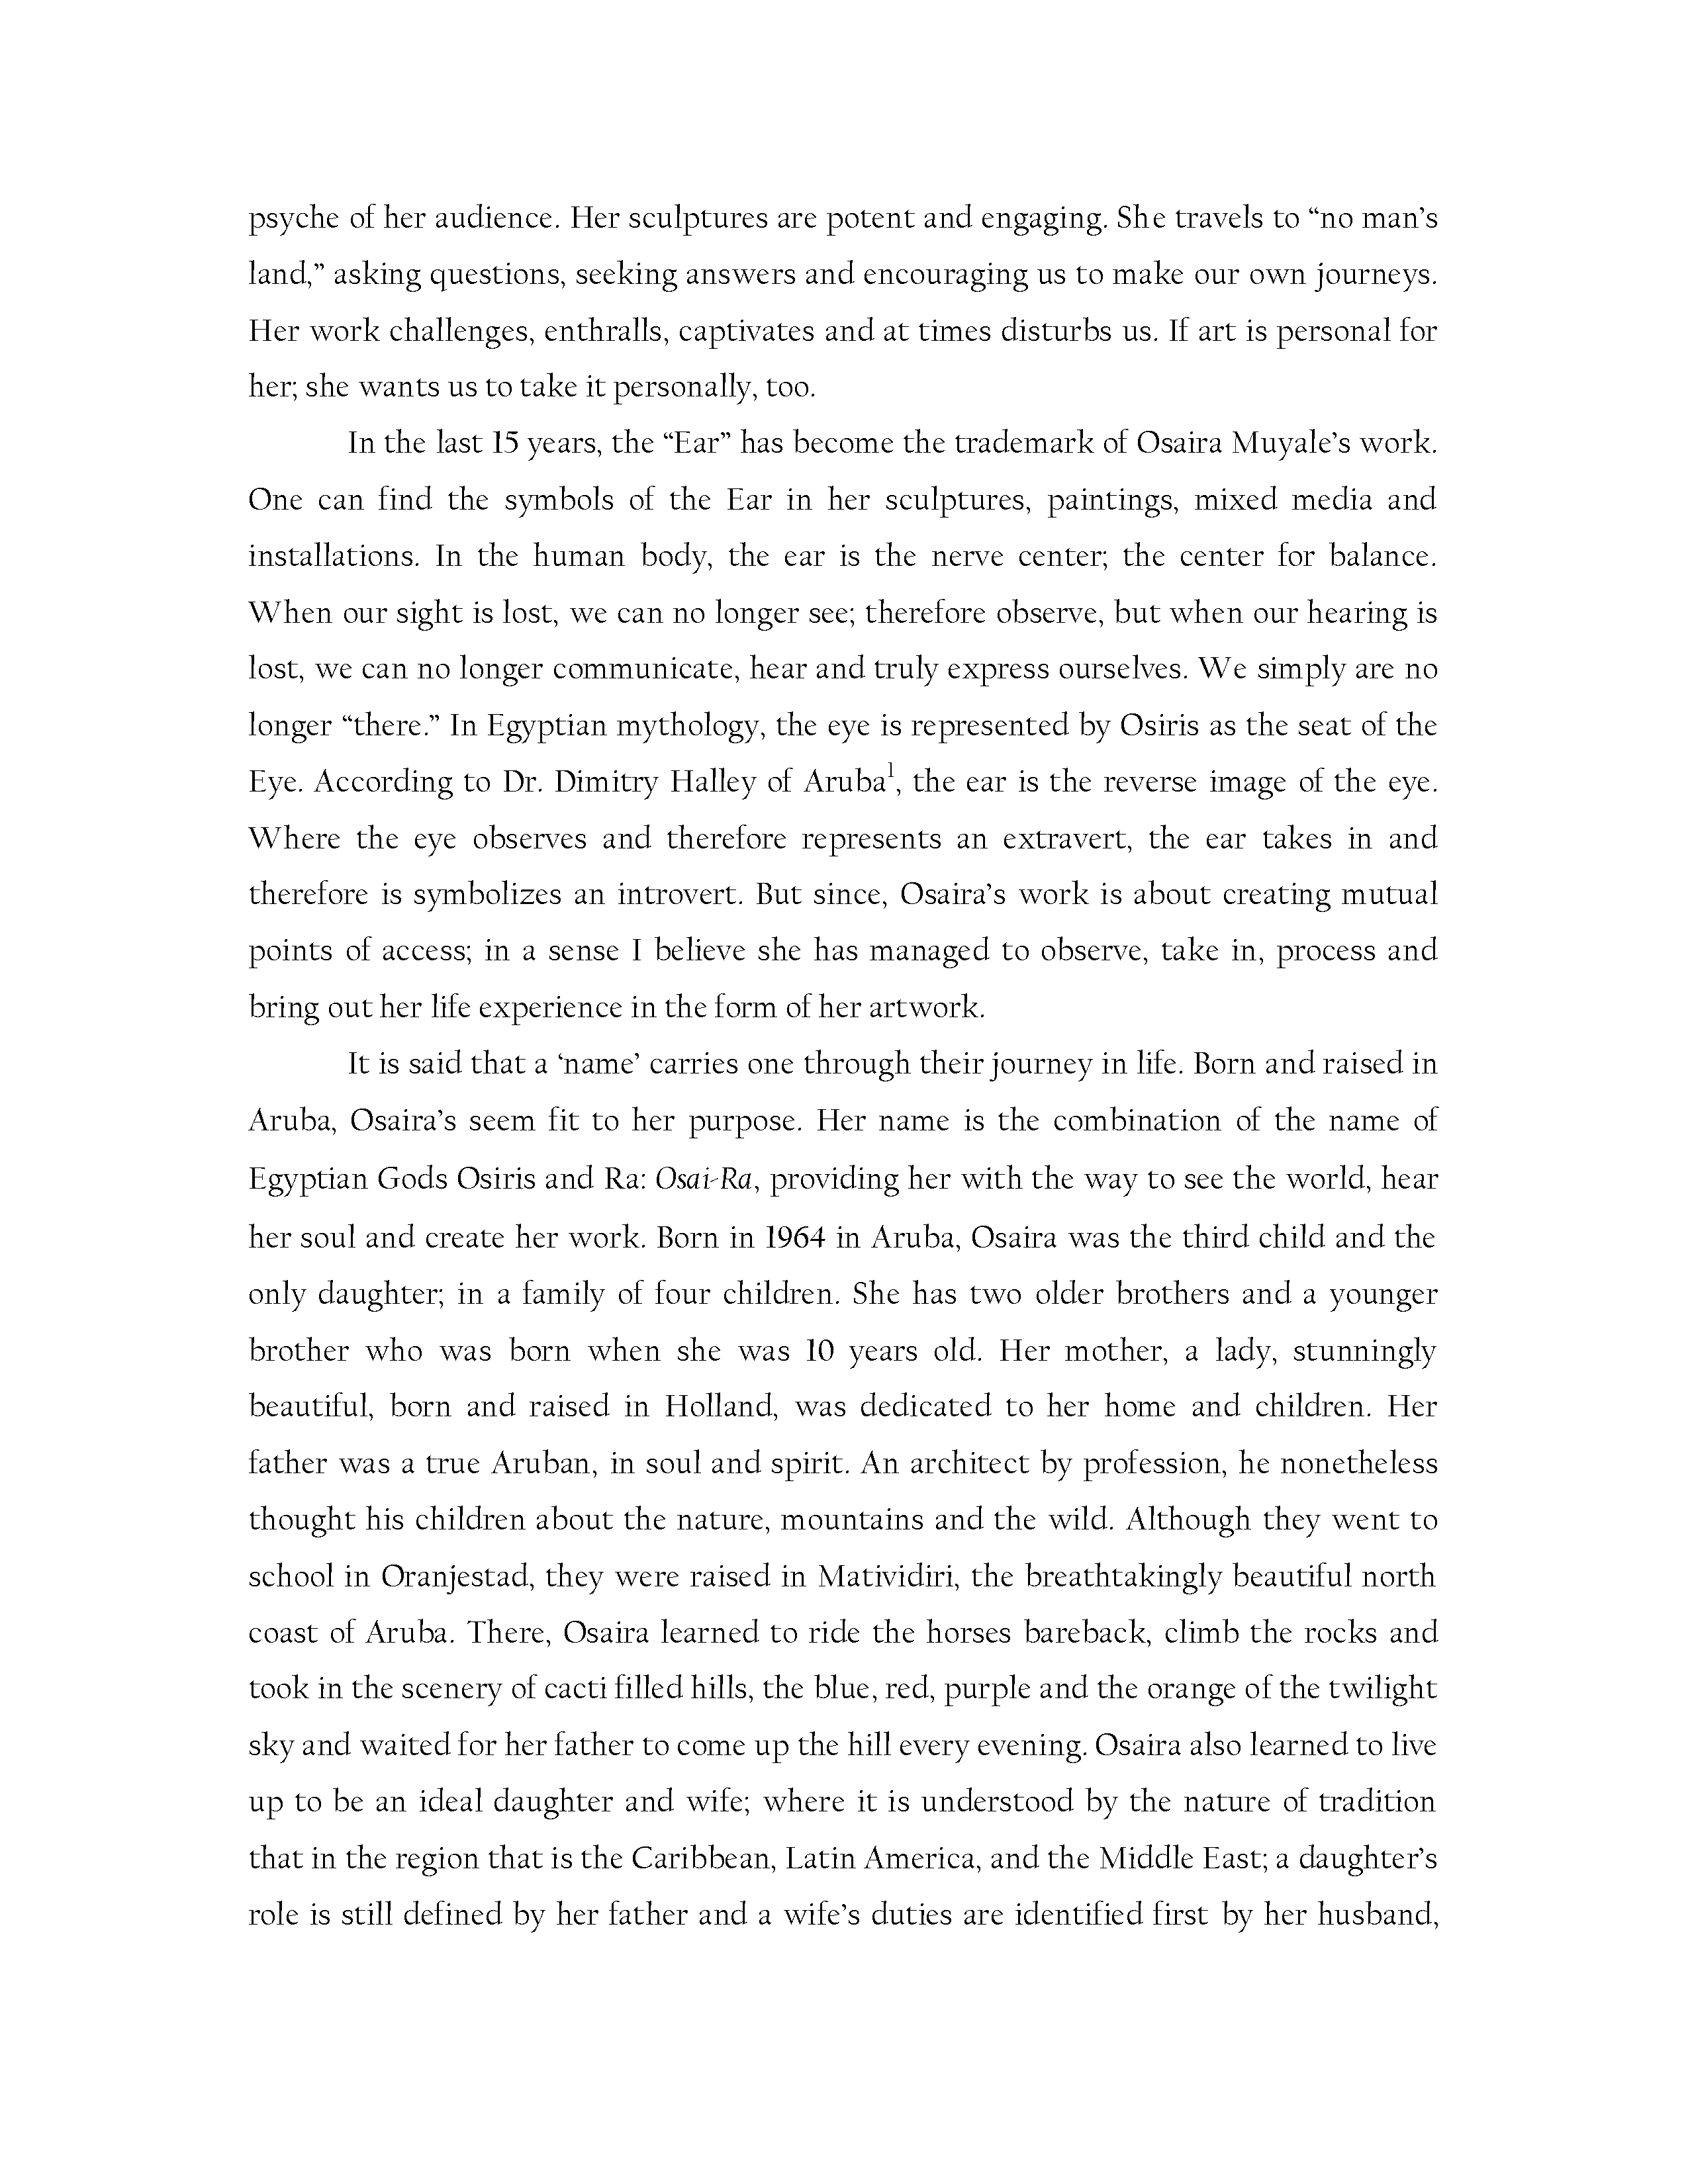 psyche of her audience. Her sculptures are potent and engaging. She travels to “no man’s
land,” asking questions, seeking answers and encouraging us to make our own journeys.
Her work challenges, enthralls, captivates and at times disturbs us. If art is personal for
her; she wants us to take it personally, too.
In the last 15 years, the “Ear” has become the trademark of Osaira Muyale’s work.
One can find the symbols of the Ear in her sculptures, paintings, mixed media and
installations. In the human body, the ear is the nerve center; the center for balance.
When our sight is lost, we can no longer see; therefore observe, but when our hearing is
lost, we can no longer communicate, hear and truly express ourselves. We simply are no
longer “there.” In Egyptian mythology, the eye is represented by Osiris as the seat of the
Eye. According to Dr. Dimitry Halley of Aruba¹, the ear is the reverse image of the eye.
Where the eye observes and therefore represents an extravert, the ear takes in and
therefore is symbolizes an introvert. But since, Osaira’s work is about creating mutual
points of access; in a sense I believe she has managed to observe, take in, process and
bring out her life experience in the form of her artwork.
It is said that a ‘name’ carries one through their journey in life. Born and raised in
Aruba, Osaira’s seem fit to her purpose. Her name is the combination of the name of
Egyptian Gods Osiris and Ra: Osai-Ra, providing her with the way to see the world, hear
her soul and create her work. Born in 1964 in Aruba, Osaira was the third child and the
only daughter; in a family of four children. She has two older brothers and a younger
brother who was born when she was 10 years old. Her mother, a lady, stunningly
beautiful, born and raised in Holland, was dedicated to her home and children. Her
father was a true Aruban, in soul and spirit. An architect by profession, he nonetheless
thought his children about the nature, mountains and the wild. Although they went to
school in Oranjestad, they were raised in Matividiri, the breathtakingly beautiful north
coast of Aruba. There, Osaira learned to ride the horses bareback, climb the rocks and
took in the scenery of cacti filled hills, the blue, red, purple and the orange of the twilight
sky and waited for her father to come up the hill every evening. Osaira also learned to live
up to be an ideal daughter and wife; where it is understood by the nature of tradition
that in the region that is the Caribbean, Latin America, and the Middle East; a daughter’s
role is still defined by her father and a wife’s duties are identified first by her husband,